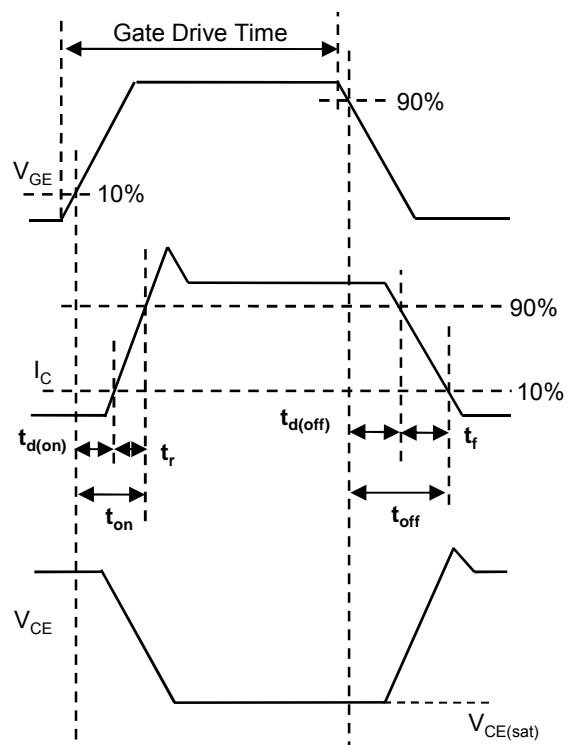 Gate Drive Time
90%
V_GE
10%
90%
I_C
10%
t_d(on)
t_r
t_d(off)
t_f
t_on
t_off
V_CE
V_CE(sat)